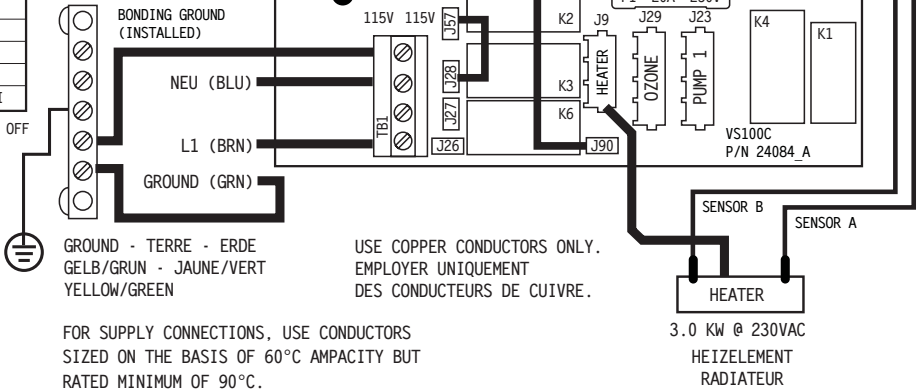 BONDING GROUND
(INSTALLED)
115V 115V
J57
K2
J9
J29
J23
K4
K1
NEU (BLU)
J28
K3
HEATER
OZONE
PUMP 1
OFF
TB1
J27
K6
L1 (BRN)
J26
J90
VS100C
P/N 24084_A
GROUND (GRN)
SENSOR B
SENSOR A
GROUND - TERRE - ERDE
GELB/GRUN - JAUNE/VERT
YELLOW/GREEN
USE COPPER CONDUCTORS ONLY.
EMPLOYER UNIQUEMENT
DES CONDUCTEURS DE CUIVRE.
HEATER
3.0 KW @ 230VAC
HEIZELEMENT
RADIATEUR
FOR SUPPLY CONNECTIONS, USE CONDUCTORS
SIZED ON THE BASIS OF 60°C AMPACITY BUT
RATED MINIMUM OF 90°C.